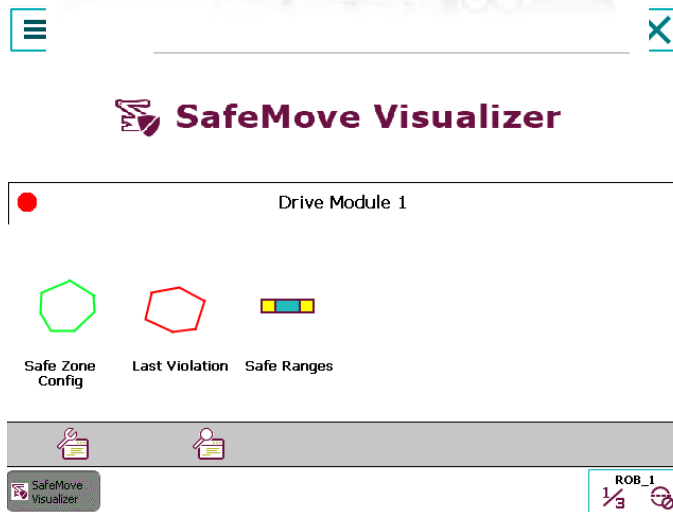 SafeMove Visualizer
Drive Module 1
Safe Zone
Config
Last Violation
Safe Ranges
SafeMove
Visualizer
ROB_1
1/3